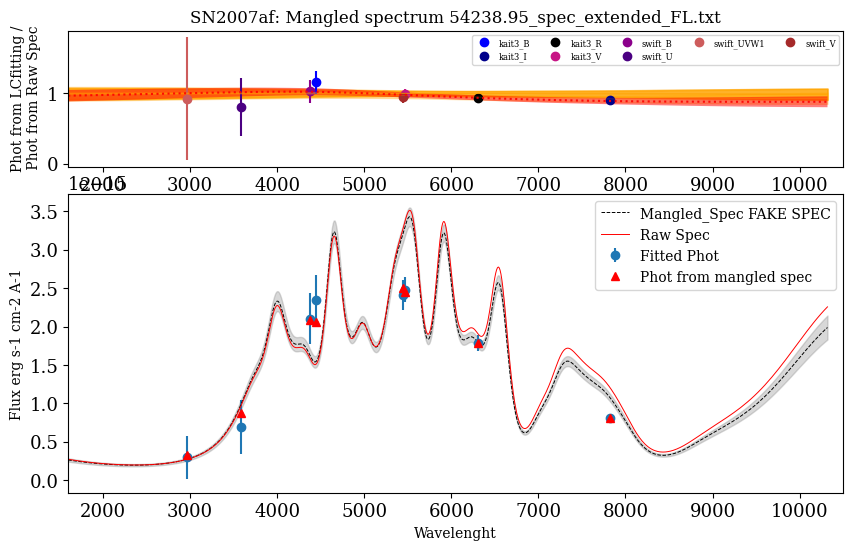 SN2007af: Mangled spectrum 54238.95_spec_extended_FL.txt
Phot from LCfitting /
Phot from Raw Spec
1
0
kait3_B
kait3_I
kait3_R
kait3_V
swift_B
swift_U
swift_UVW1
swift_V
2000 3000 4000 5000 6000 7000 8000 9000 10000
1e−15
Flux erg s-1 cm-2 A-1
3.5
3.0
2.5
2.0
1.5
1.0
0.5
0.0
Mangled_Spec FAKE SPEC
Raw Spec
Fitted Phot
Phot from mangled spec
2000 3000 4000 5000 6000 7000 8000 9000 10000
Wavelenght